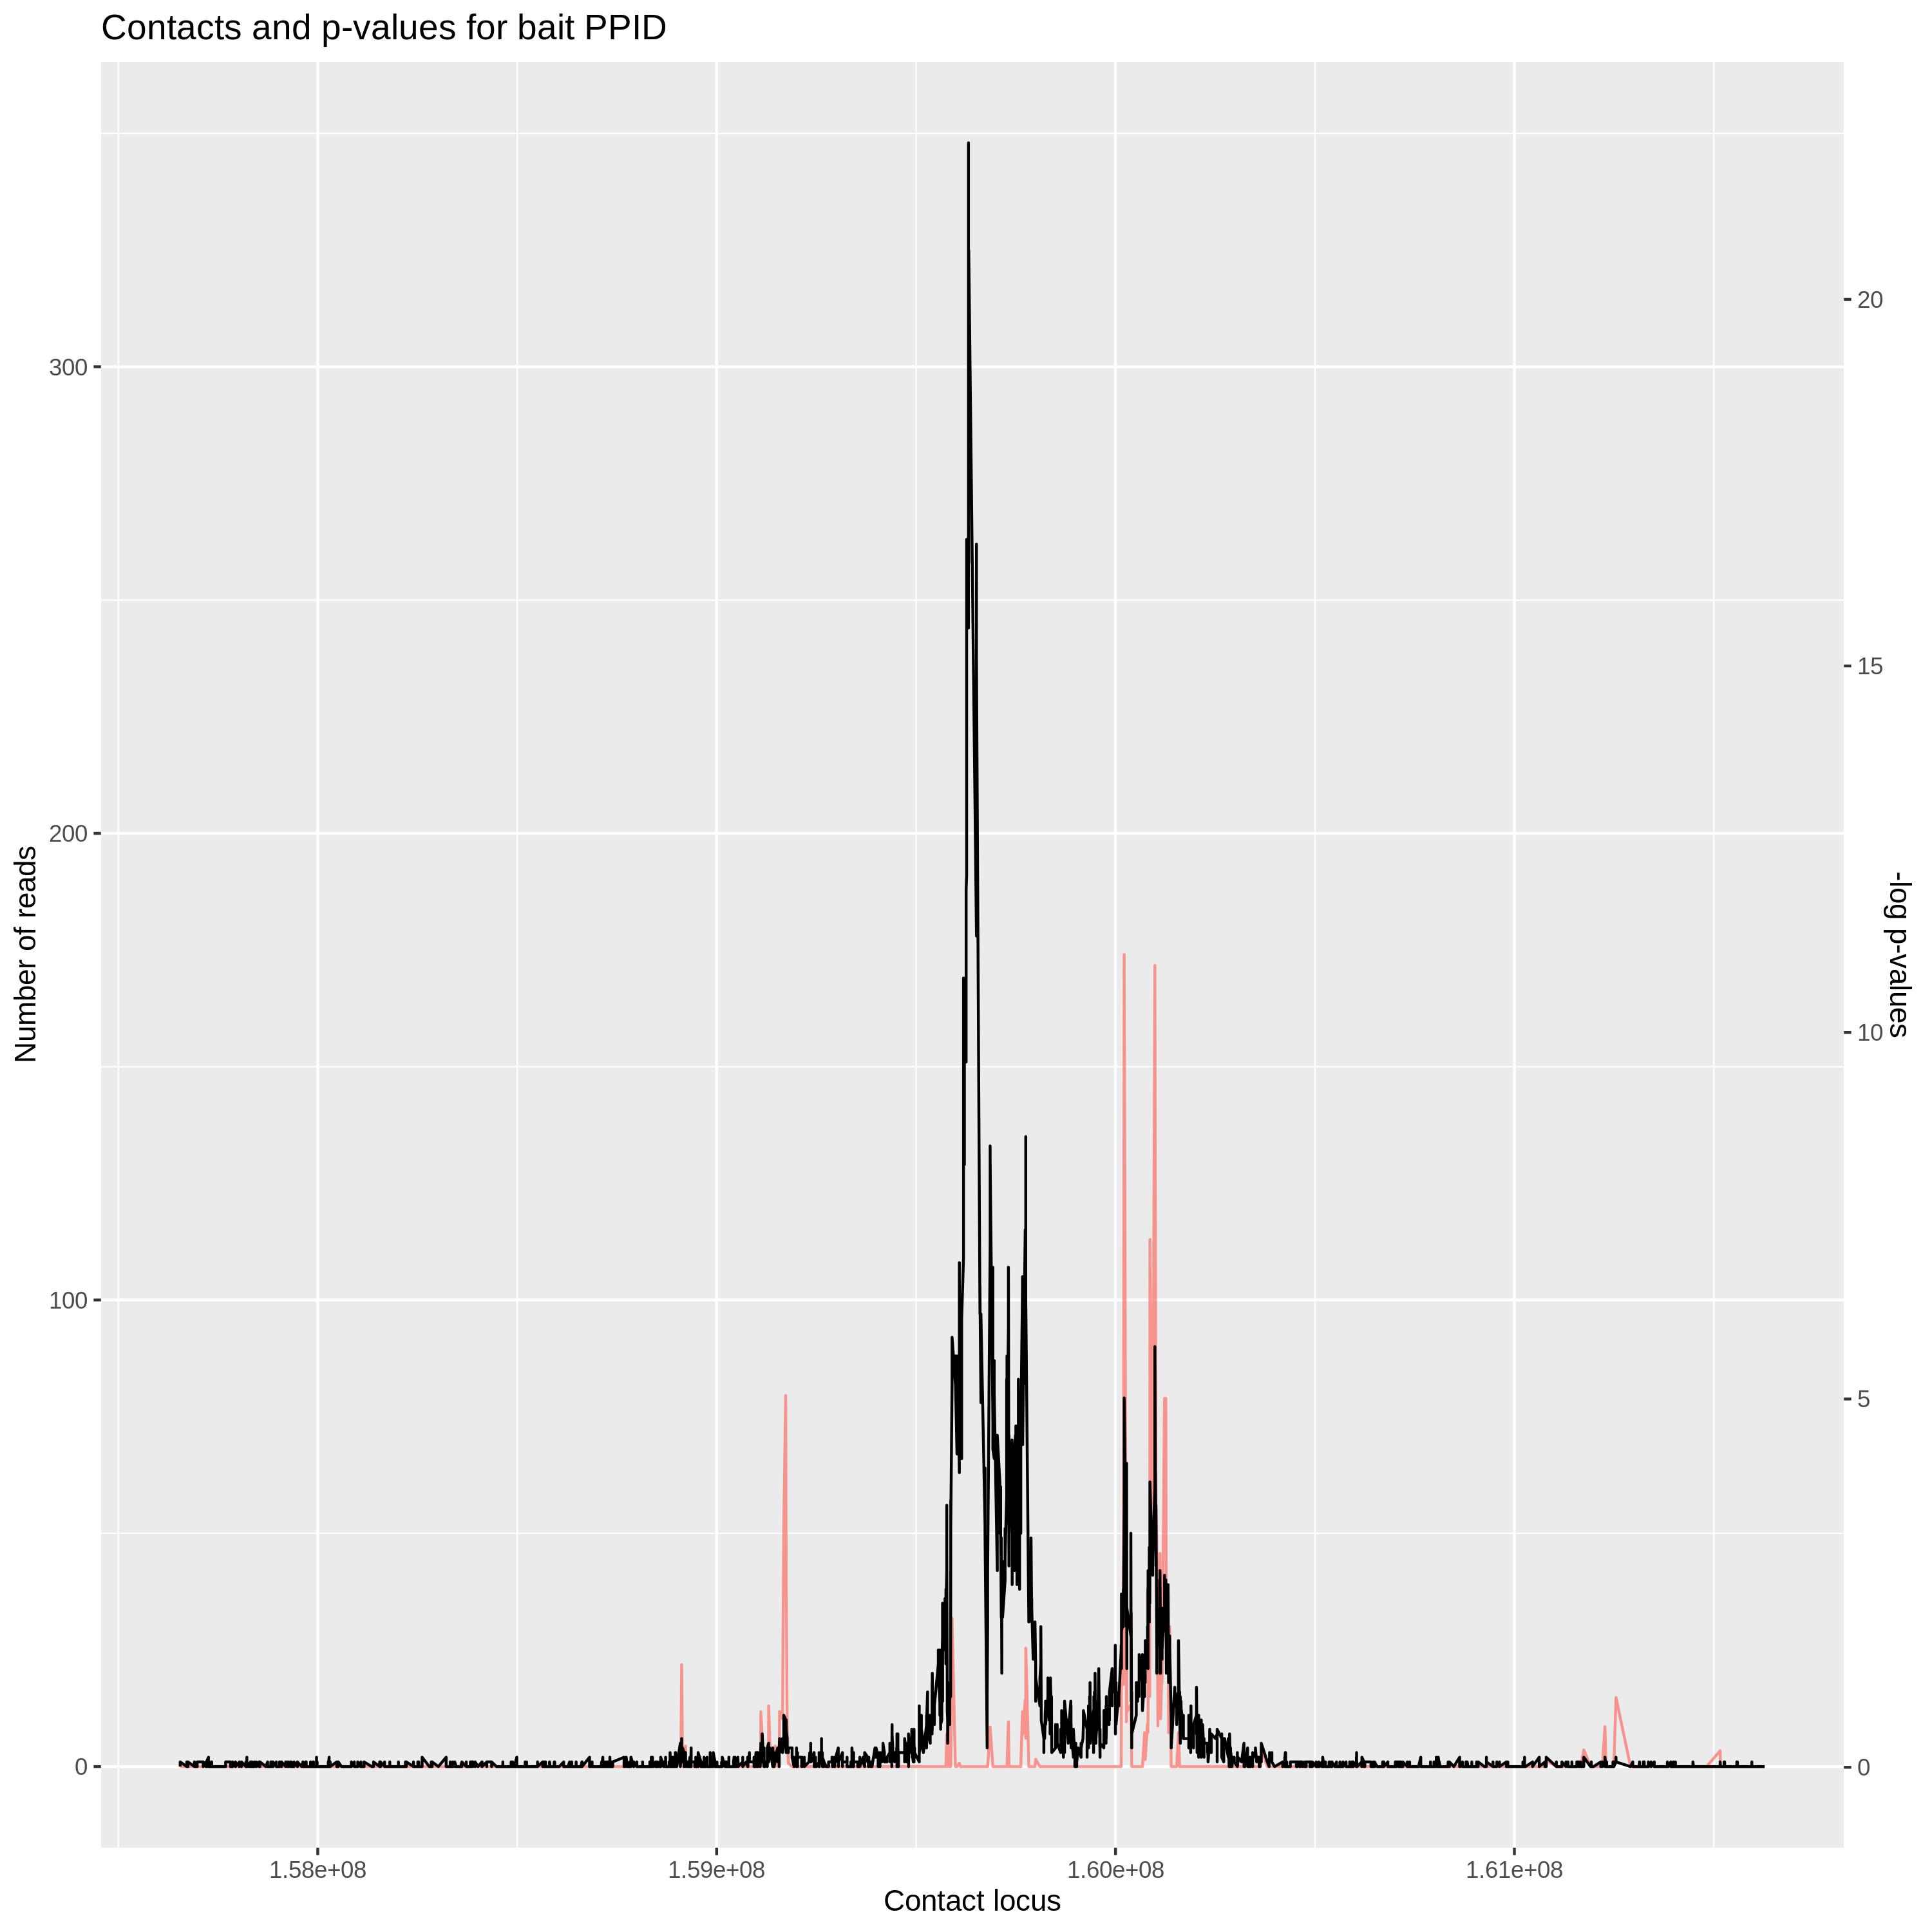 Contacts and p-values for bait PPID
Number of reads
300
200
100
0
20
15
10
5
0
-log p-values
1.58e+08
1.59e+08
1.60e+08
1.61e+08
Contact locus